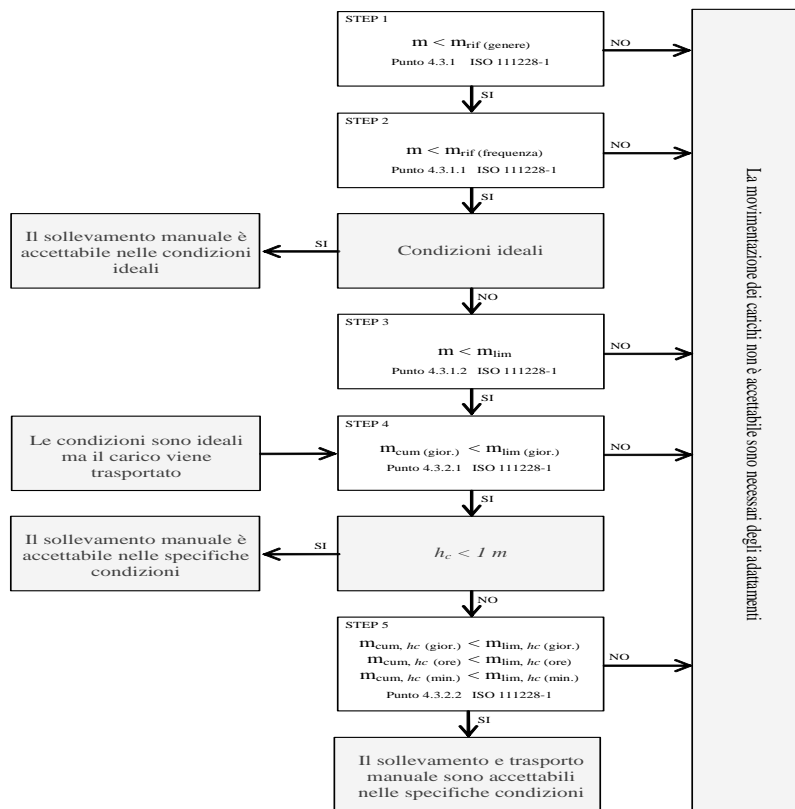 STEP 1
m < mrif (genere)
Punto 4.3.1 ISO 111228-1
NO
SI
STEP 2
m < mrif (frequenza)
Punto 4.3.1.1 ISO 111228-1
NO
SI
Il sollevamento manuale è
accettabile nelle condizioni
ideali
SI
Condizioni ideali
NO
STEP 3
m < mlim
Punto 4.3.1.2 ISO 111228-1
NO
SI
Le condizioni sono ideali
ma il carico viene
trasportato
STEP 4
mcum (gior.) < mlim (gior.)
Punto 4.3.2.1 ISO 111228-1
NO
SI
Il sollevamento manuale è
accettabile nelle specifiche
condizioni
SI
hc < 1 m
NO
STEP 5
mcum, hc (gior.) < mlim, hc (gior.)
mcum, hc (ore) < mlim, hc (ore)
mcum, hc (min.) < mlim, hc (min.)
Punto 4.3.2.2 ISO 111228-1
NO
SI
Il sollevamento e trasporto
manuale sono accettabili
nelle specifiche condizioni
La movimentazione dei carichi non è accettabile sono necessari degli adattamenti